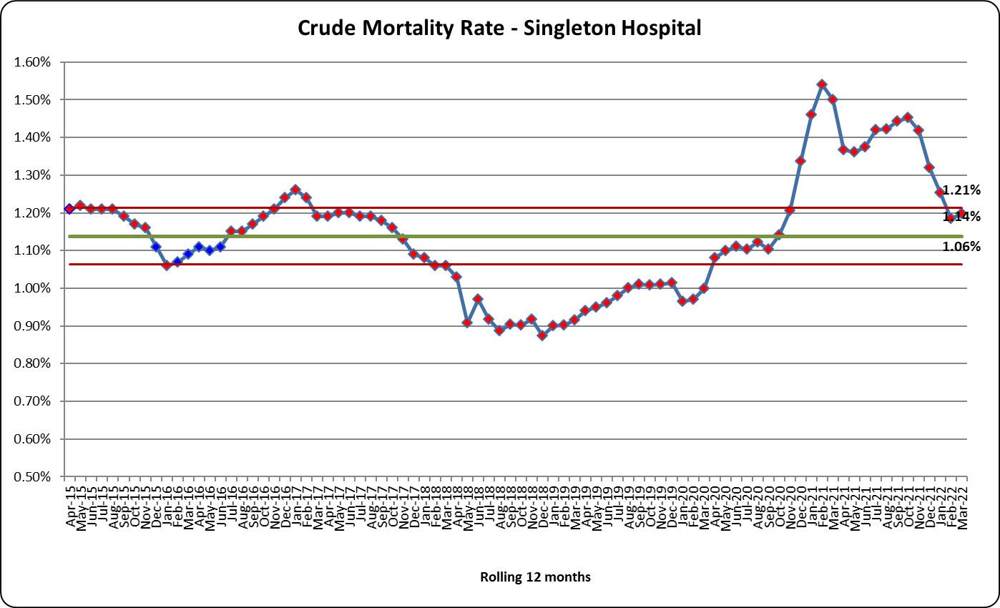 Crude Mortality Rate - Singleton Hospital
1.60%
1.50%
1.40%
1.30%
1.21%
1.20%
1.14%
1.10%
1.06%
1.00%
0.90%
0.80%
0.70%
0.60%
0.50%
Apr-15
May-15
Jun-15
Jul-15
Aug-15
Sep-15
Oct-15
Nov-15
Dec-15
Jan-16
Feb-16
Mar-16
Apr-16
May-16
Jun-16
Jul-16
Aug-16
Sep-16
Oct-16
Nov-16
Dec-16
Jan-17
Feb-17
Mar-17
Apr-17
May-17
Jun-17
Jul-17
Aug-17
Sep-17
Oct-17
Nov-17
Dec-17
Jan-18
Feb-18
Mar-18
Apr-18
May-18
Jun-18
Jul-18
Aug-18
Sep-18
Oct-18
Nov-18
Dec-18
Jan-19
Feb-19
Mar-19
Apr-19
May-19
Jun-19
Jul-19
Aug-19
Sep-19
Oct-19
Nov-19
Dec-19
Jan-20
Feb-20
Mar-20
Apr-20
May-20
Jun-20
Jul-20
Aug-20
Sep-20
Oct-20
Nov-20
Dec-20
Jan-21
Feb-21
Mar-21
Apr-21
May-21
Jun-21
Jul-21
Aug-21
Sep-21
Oct-21
Nov-21
Dec-21
Jan-22
Feb-22
Mar-22
Rolling 12 months